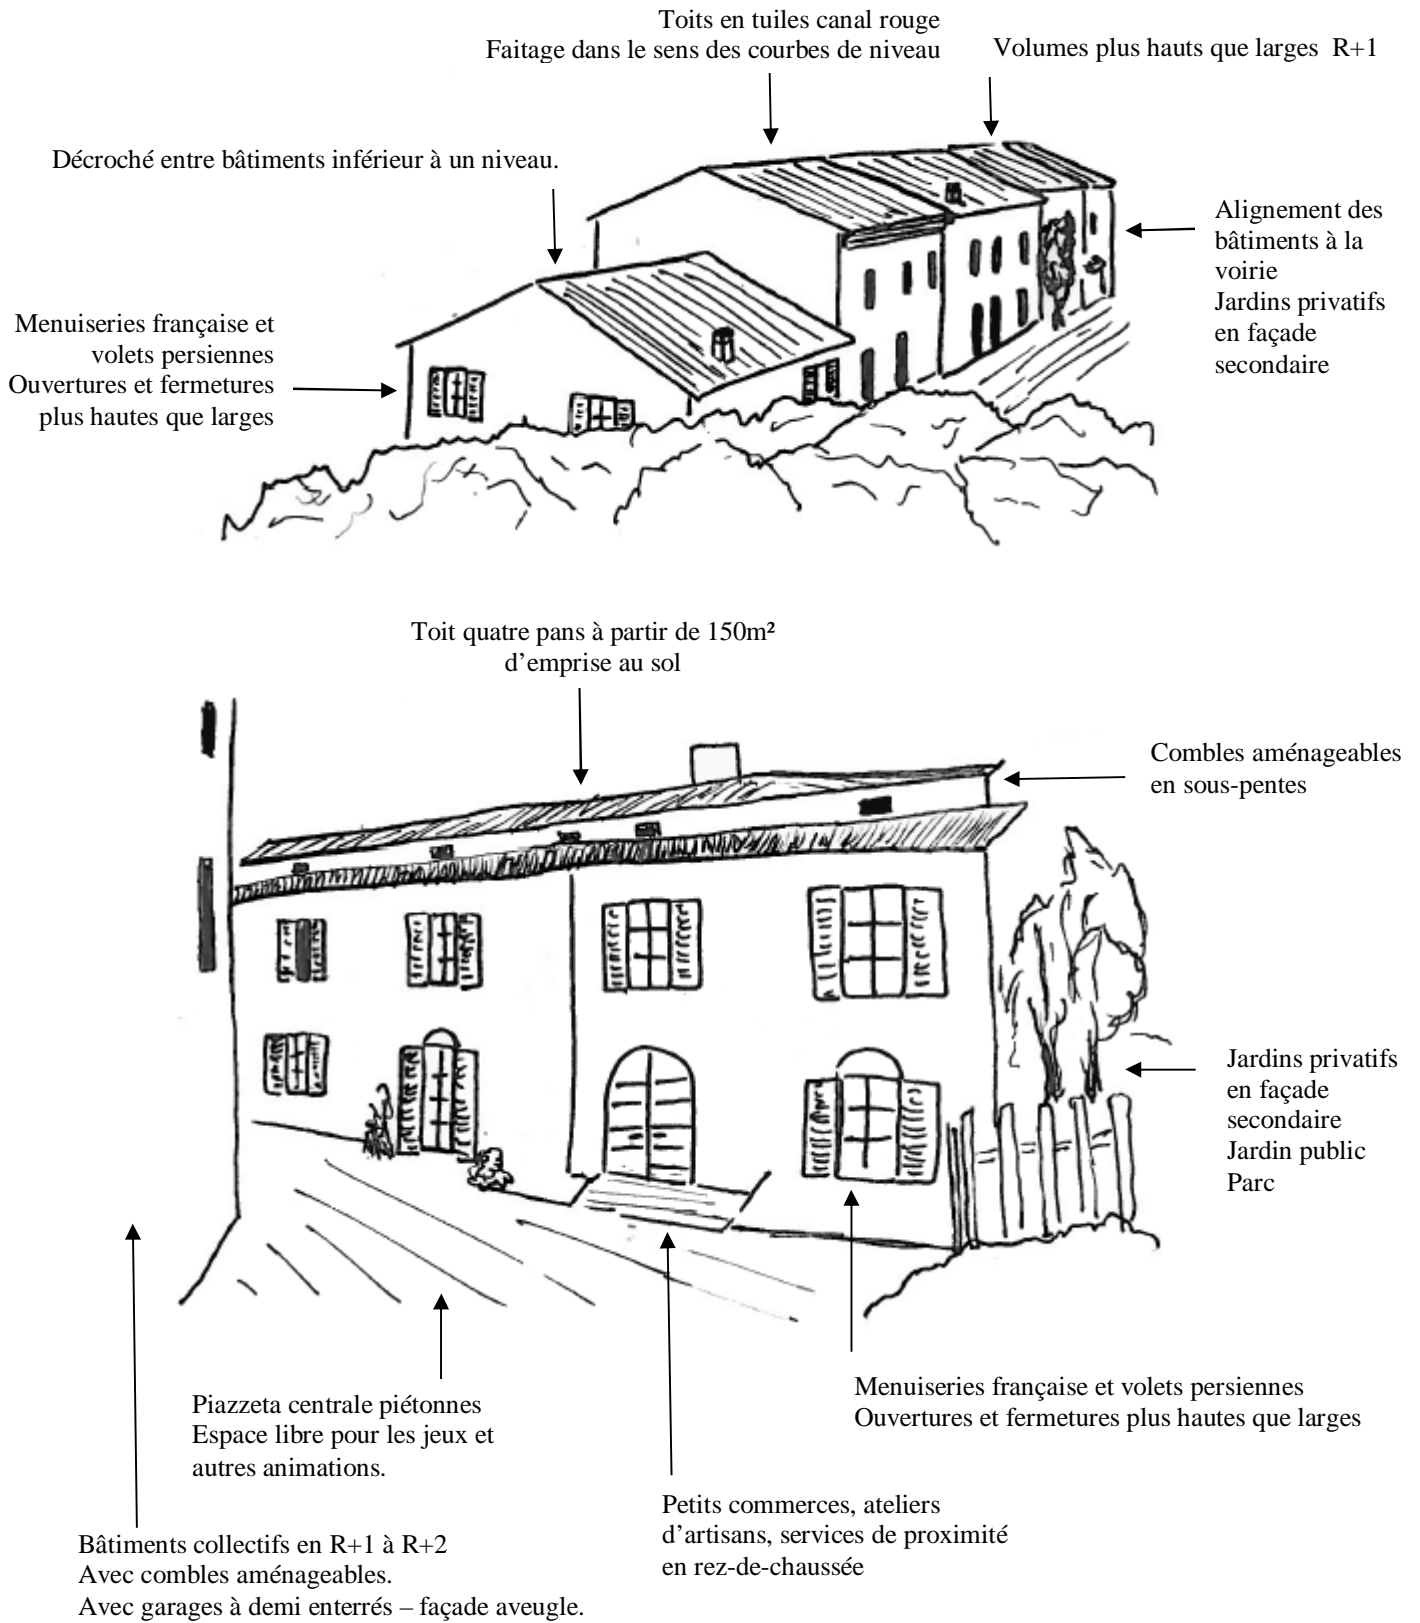 Toits en tuiles canal rouge
Faitage dans le sens des courbes de niveau
Volumes plus hauts que larges  R+1
Décroché entre bâtiments inférieur à un niveau.
Alignement des
bâtiments à la
voirie
Jardins privatifs
en façade
secondaire
Menuiseries française et
volets persiennes
Ouvertures et fermetures
plus hautes que larges
Toit quatre pans à partir de 150m²
d’emprise au sol
Combles aménageables
en sous-pentes
Jardins privatifs
en façade
secondaire
Jardin public
Parc
Menuiseries française et volets persiennes
Ouvertures et fermetures plus hautes que larges
Piazzeta centrale piétonnes
Espace libre pour les jeux et
autres animations.
Petits commerces, ateliers
d’artisans, services de proximité
en rez-de-chaussée
Bâtiments collectifs en R+1 à R+2
Avec combles aménageables.
Avec garages à demi enterrés – façade aveugle.